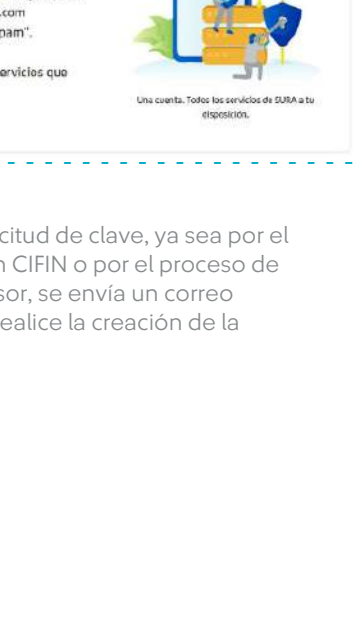 .com
pam".
ervicios que
Una cuenta. Todos los servicios de SURA a tu
disposición.
citud de clave, ya sea por el
n CIFIN o por el proceso de
sor, se envía un correo
ealice la creación de la